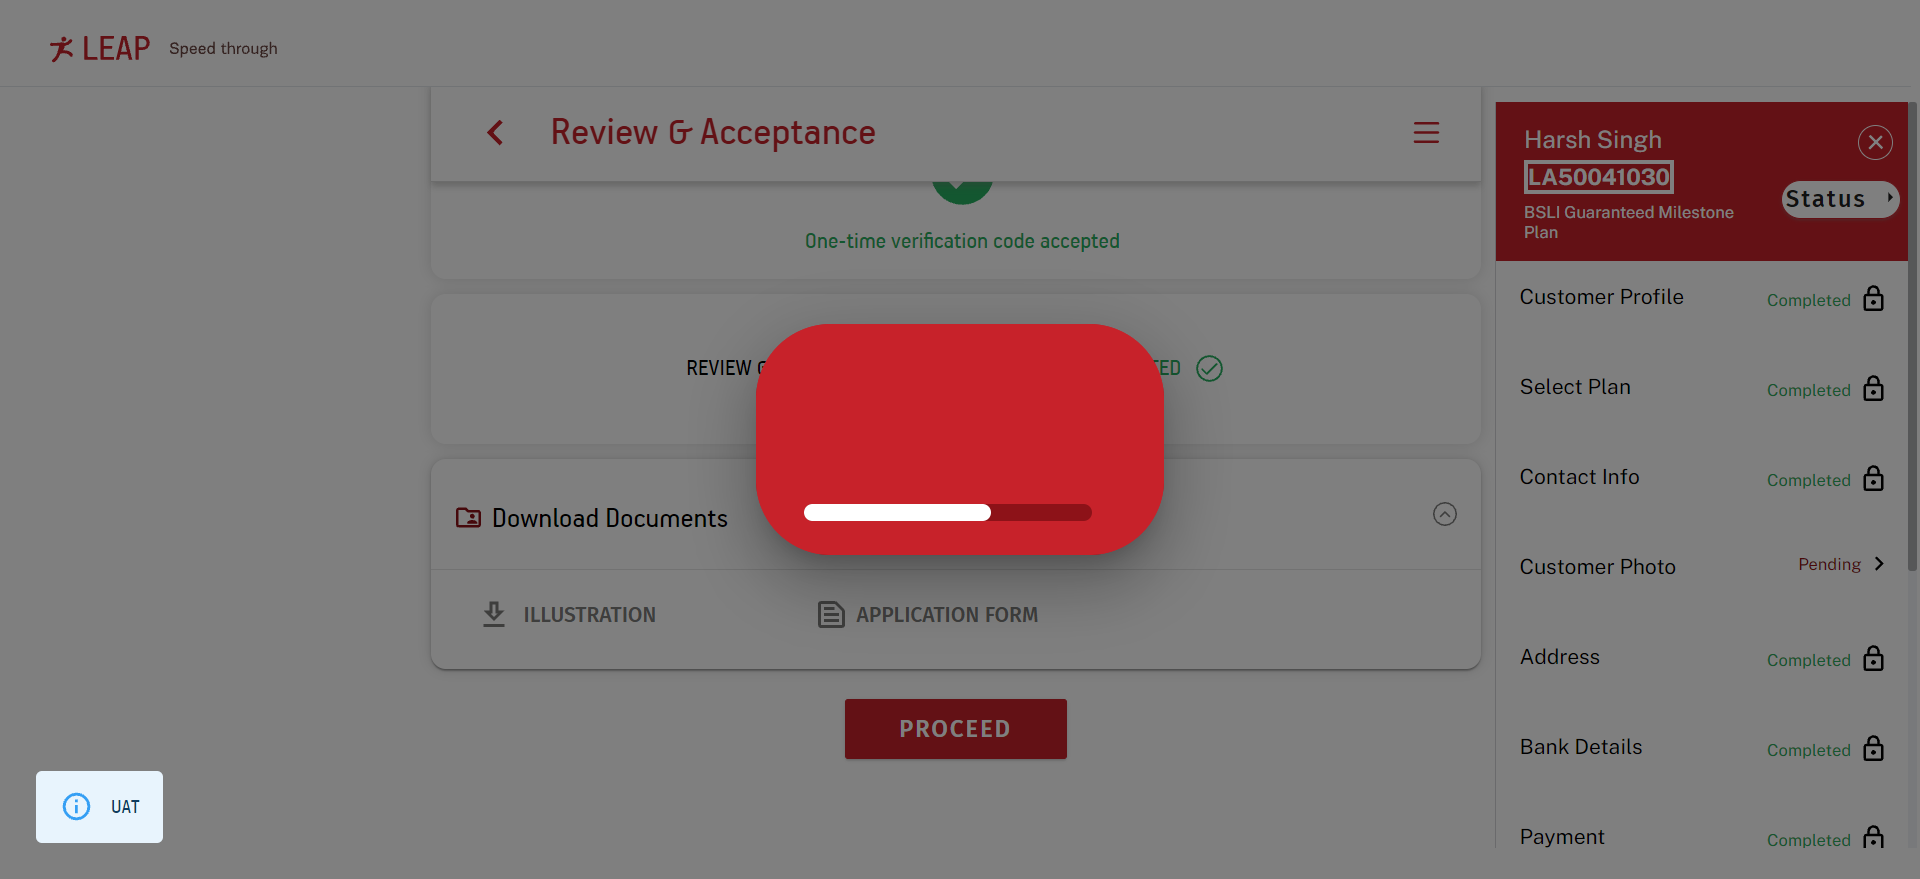 LEAP Speed through
Review & Acceptance
One-time verification code accepted
REVIEW
Download Documents
ILLUSTRATION
APPLICATION FORM
PROCEED
UAT
Harsh Singh
LA50041030
Status
BSLI Guaranteed Milestone
Plan
Customer Profile Completed
Select Plan Completed
Contact Info Completed
Customer Photo Pending
Address Completed
Bank Details Completed
Payment Completed